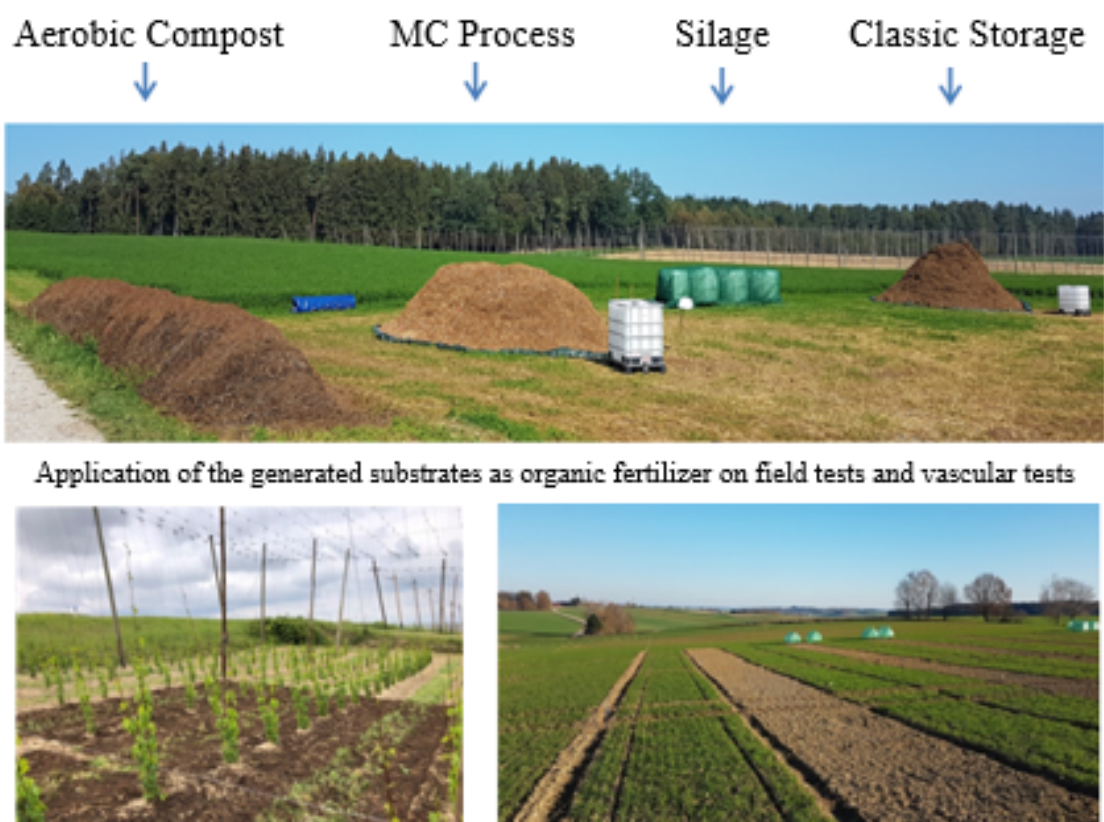 Aerobic Compost MC Process Silage Classic Storage
Application of the generated substrates as organic fertilizer on field tests and vascular tests